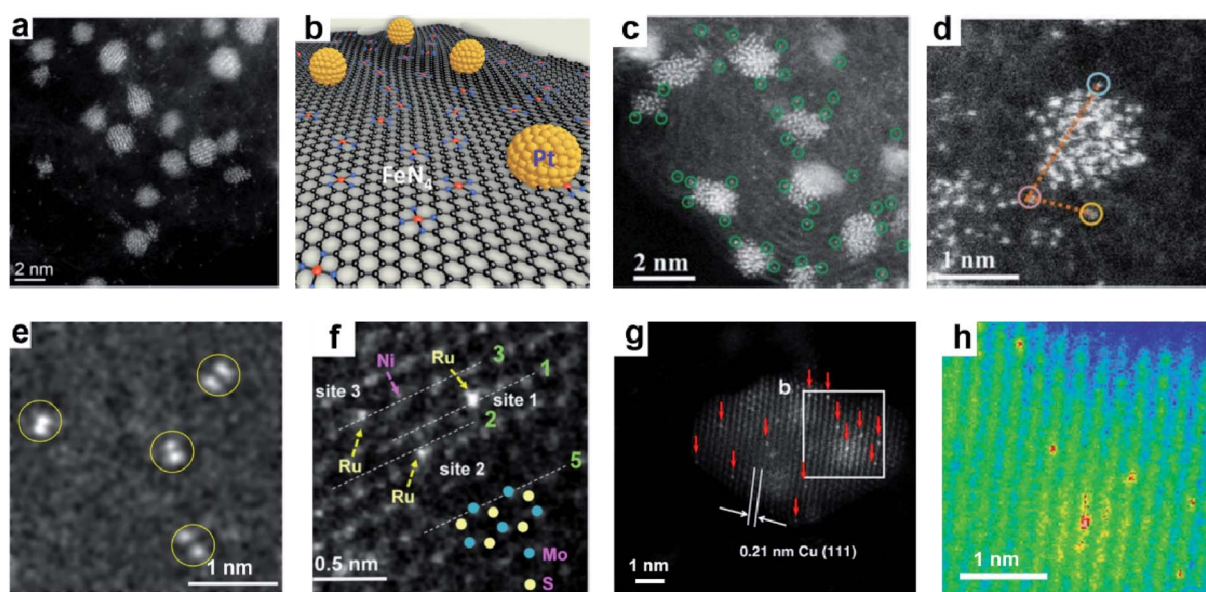 a
2 nm
b
Pt
FeN4
c
2 nm
d
1 nm
e
1 nm
f
Ni
Ru
3
1
site 3
site 1
2
Ru
Ru
site 2
5
Mo
S
0.5 nm
g
b
0.21 nm Cu (111)
1 nm
h
1 nm